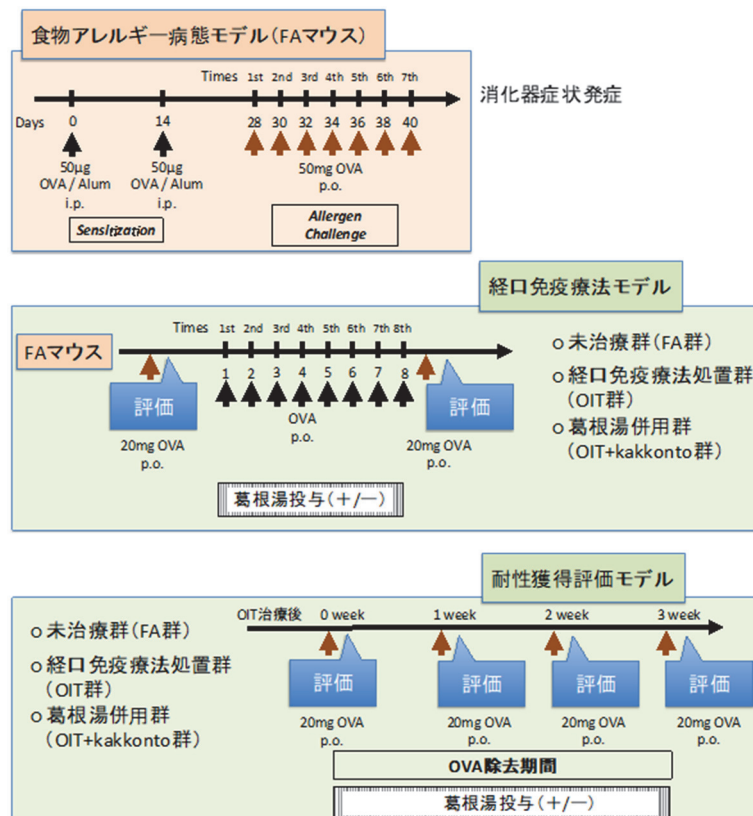 食物アレルギー病態モデル(FAマウス)
Times 1st 2nd 3rd 4th 5th 6th 7th
消化器症状発症
Days 0 14 28 30 32 34 36 38 40
50μg
OVA / Alum
i.p.
50μg
OVA / Alum
i.p.
50mg OVA
p.o.
Sensitization
Allergen
Challenge
経口免疫療法モデル
Times 1st 2nd 3rd 4th 5th 6th 7th 8th
FAマウス
1 2 3 4 5 6 7 8
評価
OVA
p.o.
評価
20mg OVA
p.o.
20mg OVA
p.o.
葛根湯投与(+/−)
o 未治療群(FA群)
o 経口免疫療法処置群
(OIT群)
o 葛根湯併用群
(OIT+kakkonto群)
耐性獲得評価モデル
o 未治療群(FA群)
o 経口免疫療法処置群
(OIT群)
o 葛根湯併用群
(OIT+kakkonto群)
OIT治療後 0 week 1 week 2 week 3 week
評価 評価 評価 評価
20mg OVA
p.o.
20mg OVA
p.o.
20mg OVA
p.o.
20mg OVA
p.o.
OVA除去期間
葛根湯投与(+/−)